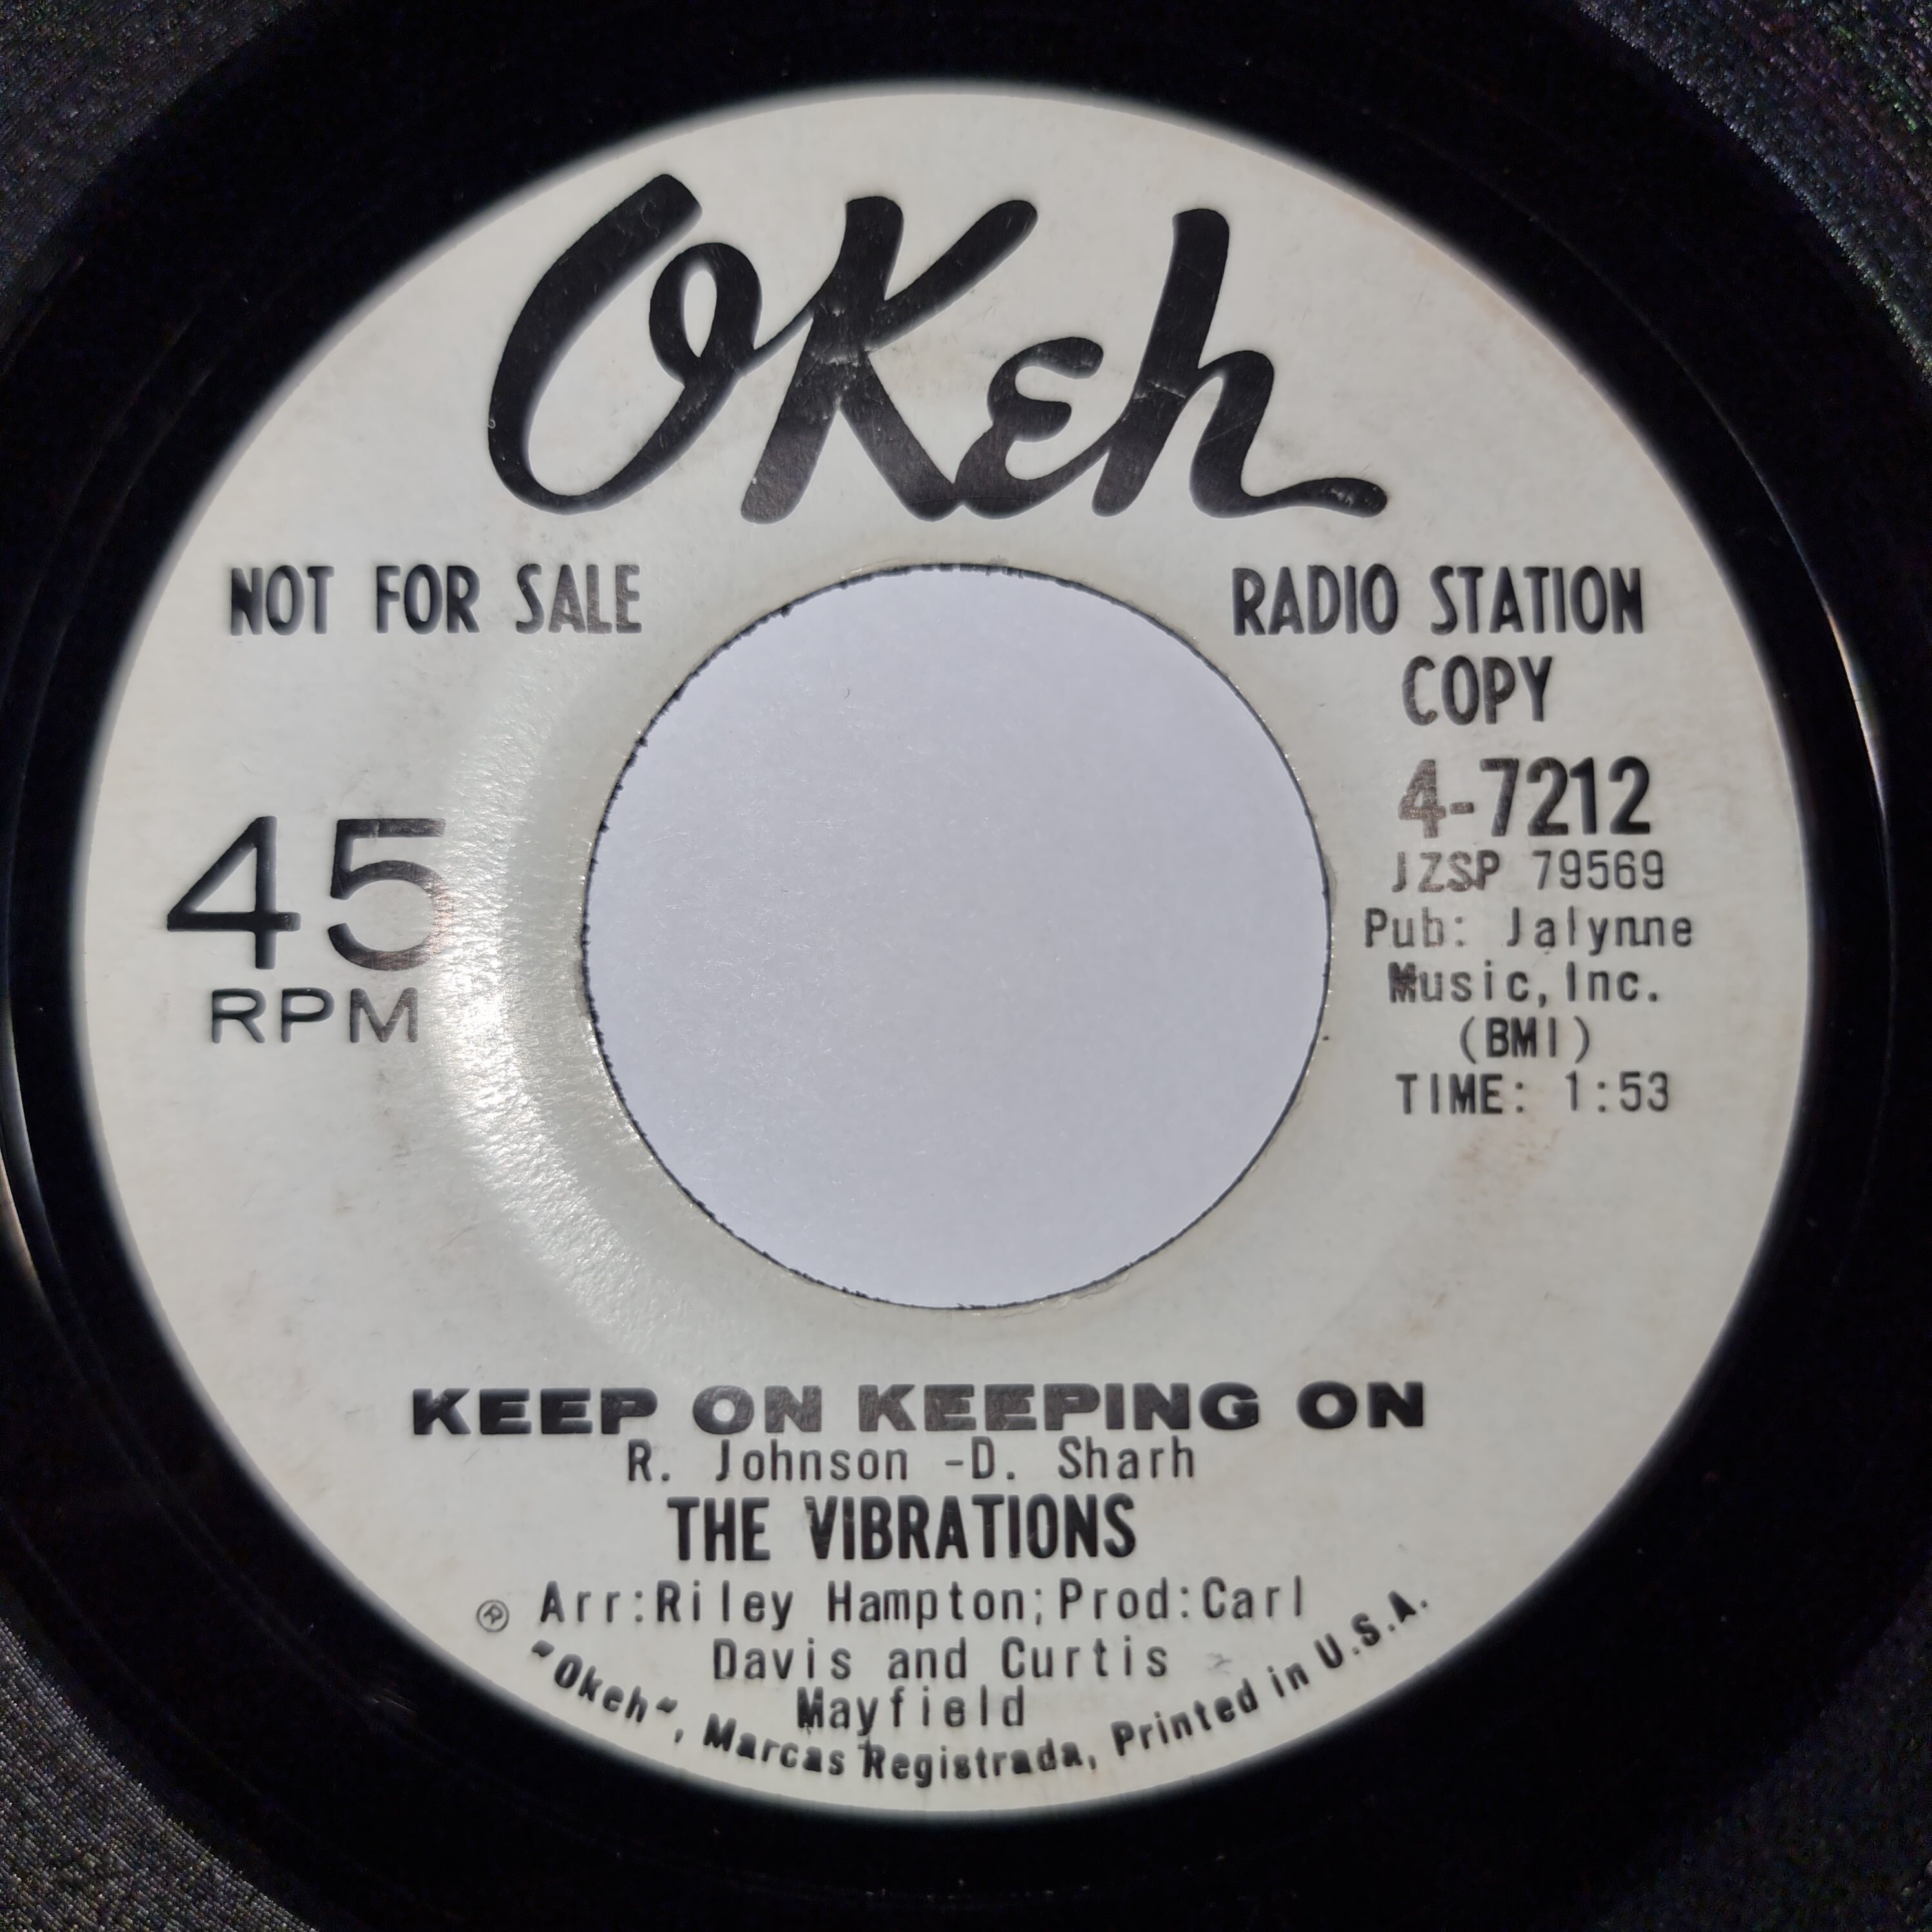 OKeh
NOT FOR SALE
RADIO STATION
COPY
4-7212
JZSP 79569
Pub: Jalynne
Music, Inc.
(BMI)
TIME: 1:53
45
RPM
KEEP ON KEEPING ON
R. Johnson -D. Sharh
THE VIBRATIONS
Arr:Riley Hampton;Prod:Carl
Davis and Curtis
Mayfield
® "Okeh", Marcas Registrada, Printed in U.S.A.